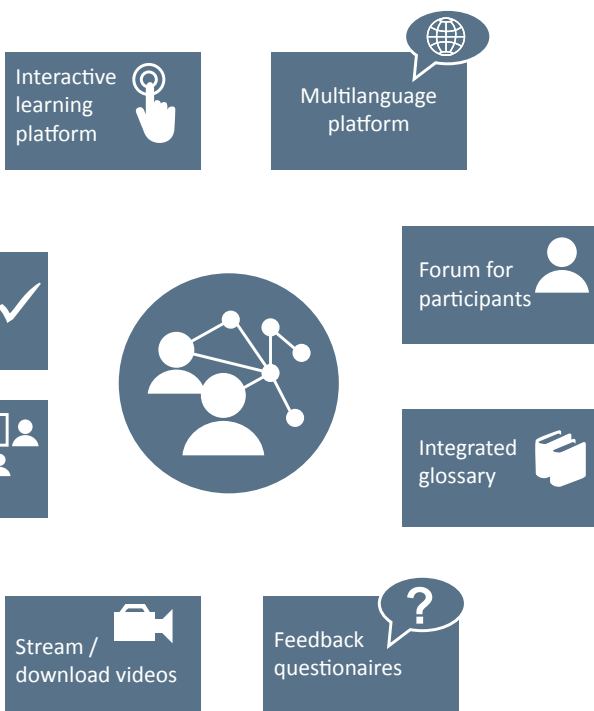 Interactive
learning
platform
Multilanguage
platform
Forum for
participants
Integrated
glossary
Stream /
download videos
Feedback
questionaires
?